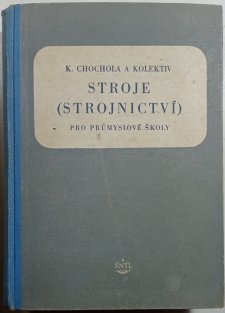 K. CHOCHOLA A KOLEKTIV
STROJE
(STROJNICTVÍ)
PRO PRŮMYSLOVÉ ŠKOLY
SNTL